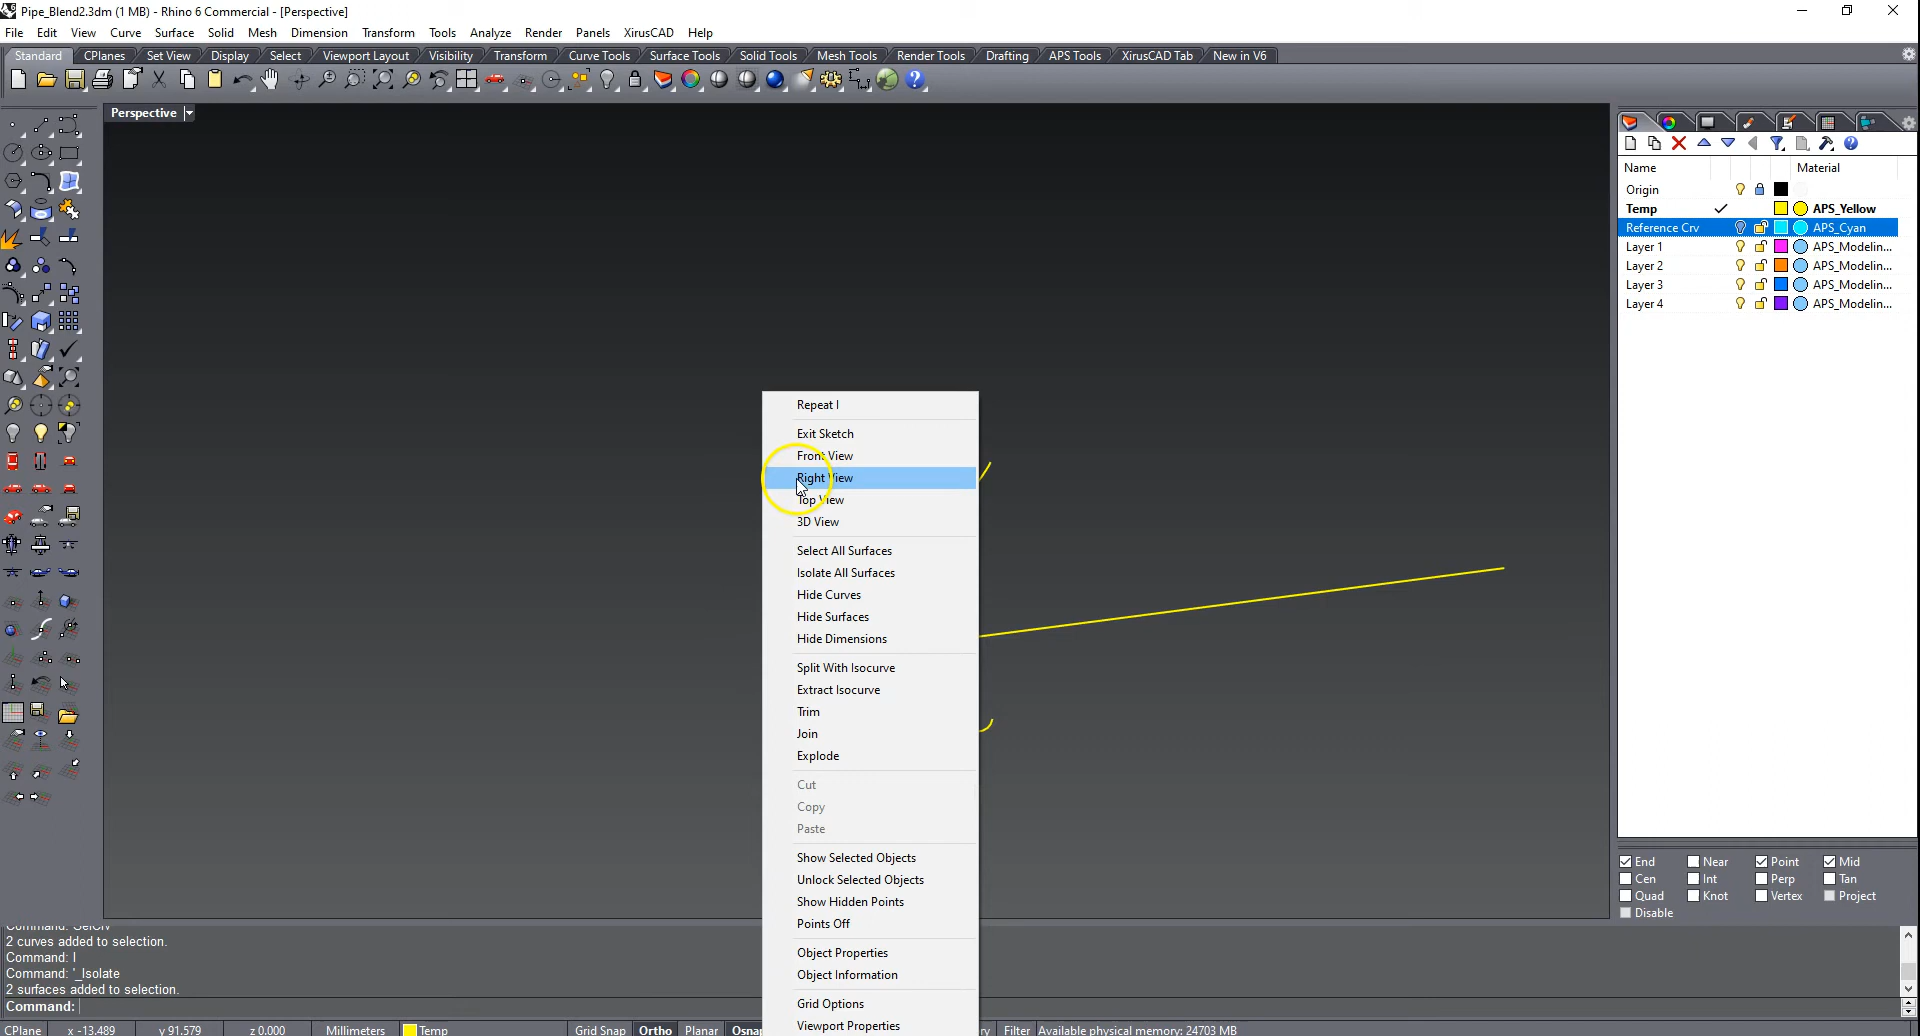 Pipe_Blend2.3dm (1 MB) - Rhino 6 Commercial - [Perspective]
File Edit View Curve Surface Solid Mesh Dimension Transform Tools Analyze Render Panels XirusCAD Help
Standard CPlanes Set View Display Select Viewport Layout Visibility Transform Curve Tools Surface Tools Solid Tools Mesh Tools Render Tools Drafting APS Tools XirusCAD Tab New in V6
Perspective
Name Material
Origin
Temp APS_Yellow
Reference Crv APS_Cyan
Layer 1 APS_Modelin...
Layer 2 APS_Modelin...
Layer 3 APS_Modelin...
Layer 4 APS_Modelin...
Repeat I
Exit Sketch
Front View
Right View
Top View
3D View
Select All Surfaces
Isolate All Surfaces
Hide Curves
Hide Surfaces
Hide Dimensions
Split With Isocurve
Extract Isocurve
Trim
Join
Explode
Cut
Copy
Paste
Show Selected Objects
Unlock Selected Objects
Show Hidden Points
Points Off
Object Properties
Object Information
Grid Options
Viewport Properties
End Near Point Mid
Cen Int Perp Tan
Quad Knot Vertex Project
Disable
2 curves added to selection.
Command: I
Command: '_Isolate
2 surfaces added to selection.
Command:
CPlane x -13.489 y 91.579 z 0.000 Millimeters Temp Grid Snap Ortho Planar Osnap Filter Available physical memory: 24703 MB